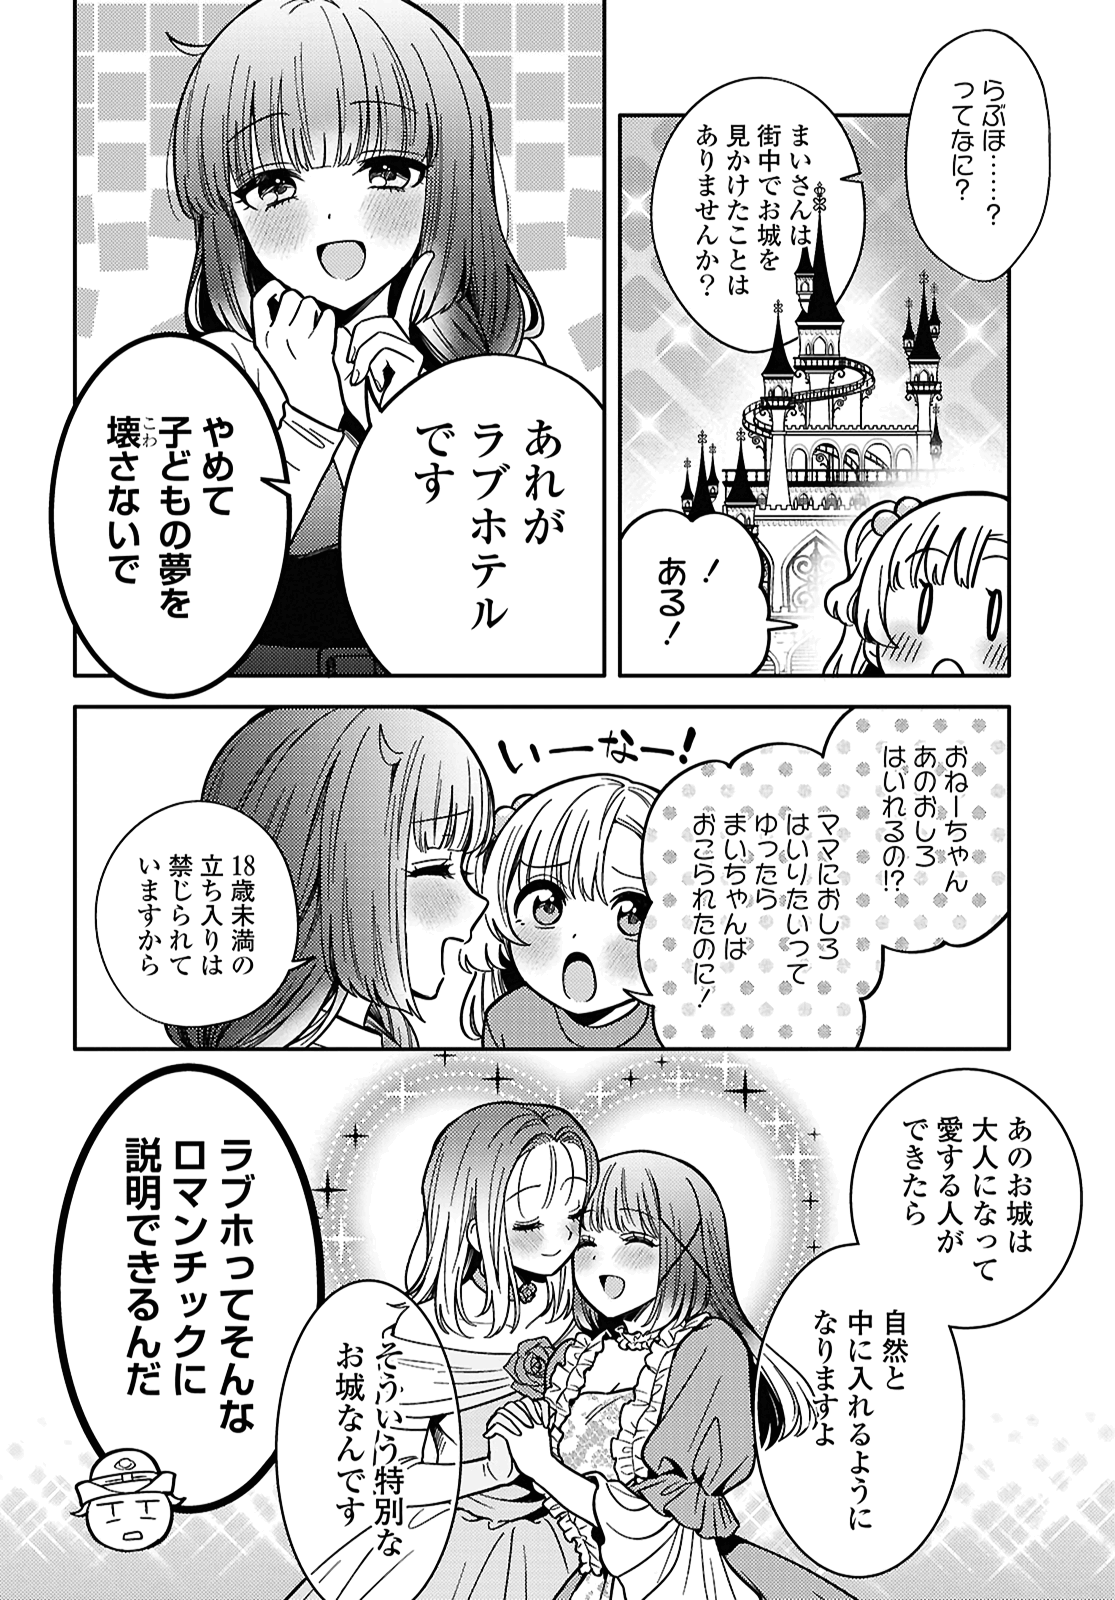 らぶほ……？
ってなに？
まいさんは
街中でお城を
見かけたことは
ありませんか？
！
ある！
あれが
ラブホテル
です
やめて
子どもの夢を
壊さないで
こわ
おねーちゃん
あのおしろ
はいれるの!?
ママにおしろ
はいりたいって
ゆったら
まいちゃんは
おこられたのに！
いーなー！
18歳未満の
立ち入りは
禁じられて
いますから
あのお城は
大人になって
愛する人が
できたら
自然と
中に入れるように
なりますよ
そういう特別な
お城なんです
ラブホってそんな
ロマンチックに
説明できるんだ